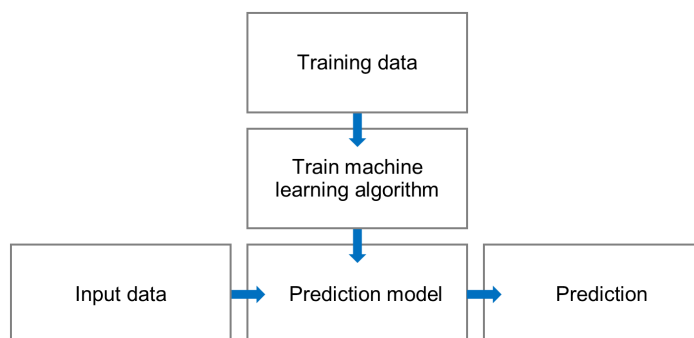 Training data
Train machine
learning algorithm
Input data
Prediction model
Prediction